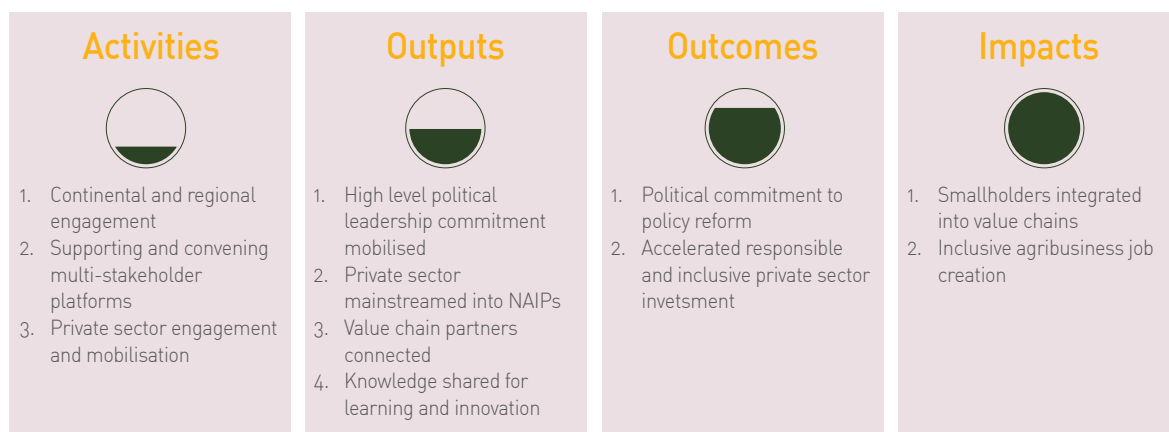 Activities
1. Continental and regional
engagement
2. Supporting and convening
multi-stakeholder
platforms
3. Private sector engagement
and mobilisation
Outputs
1. High level political
leadership commitment
mobilised
2. Private sector
mainstreamed into NAIPs
3. Value chain partners
connected
4. Knowledge shared for
learning and innovation
Outcomes
1. Political commitment to
policy reform
2. Accelerated responsible
and inclusive private sector
invetsment
Impacts
1. Smallholders integrated
into value chains
2. Inclusive agribusiness job
creation